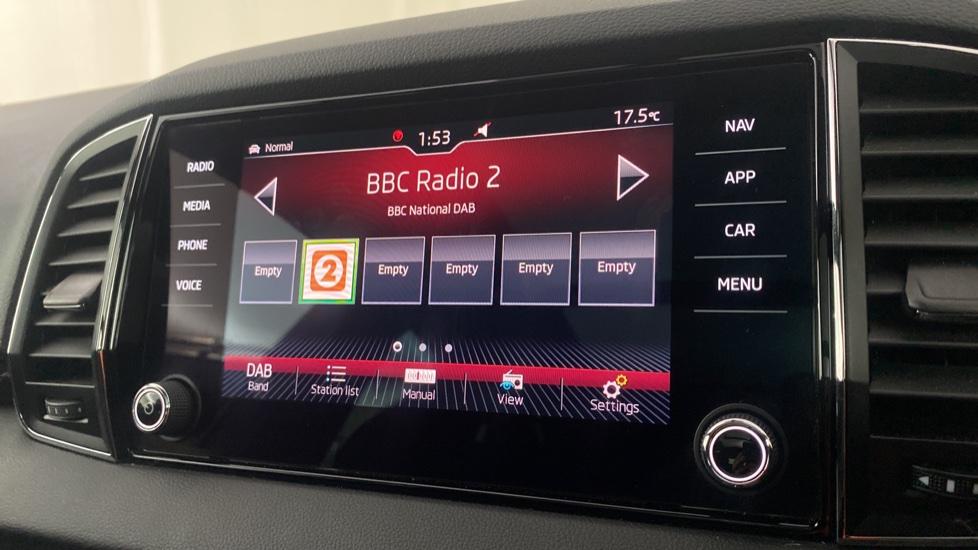 Normal
1:53
17.5°C
BBC Radio 2
BBC National DAB
RADIO
MEDIA
PHONE
VOICE
Empty
2
Empty
Empty
Empty
Empty
DAB
Band
Station list
Manual
View
Settings
NAV
APP
CAR
MENU